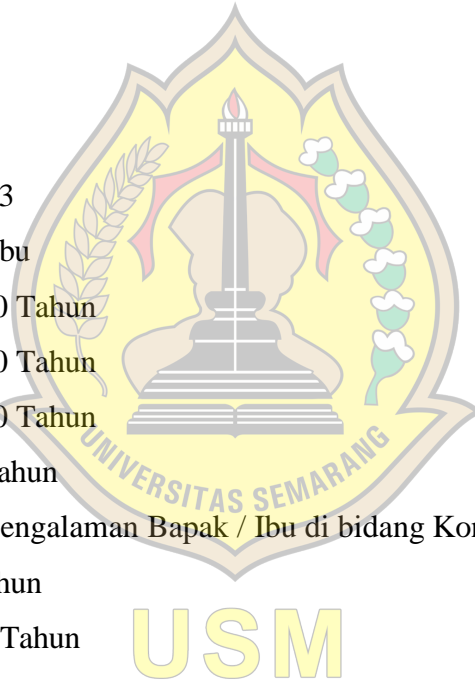 3
bu
0 Tahun
0 Tahun
0 Tahun
ahun
UNIVERSITAS SEMARANG
engalaman Bapak / Ibu di bidang Kon
hun
Tahun
USM